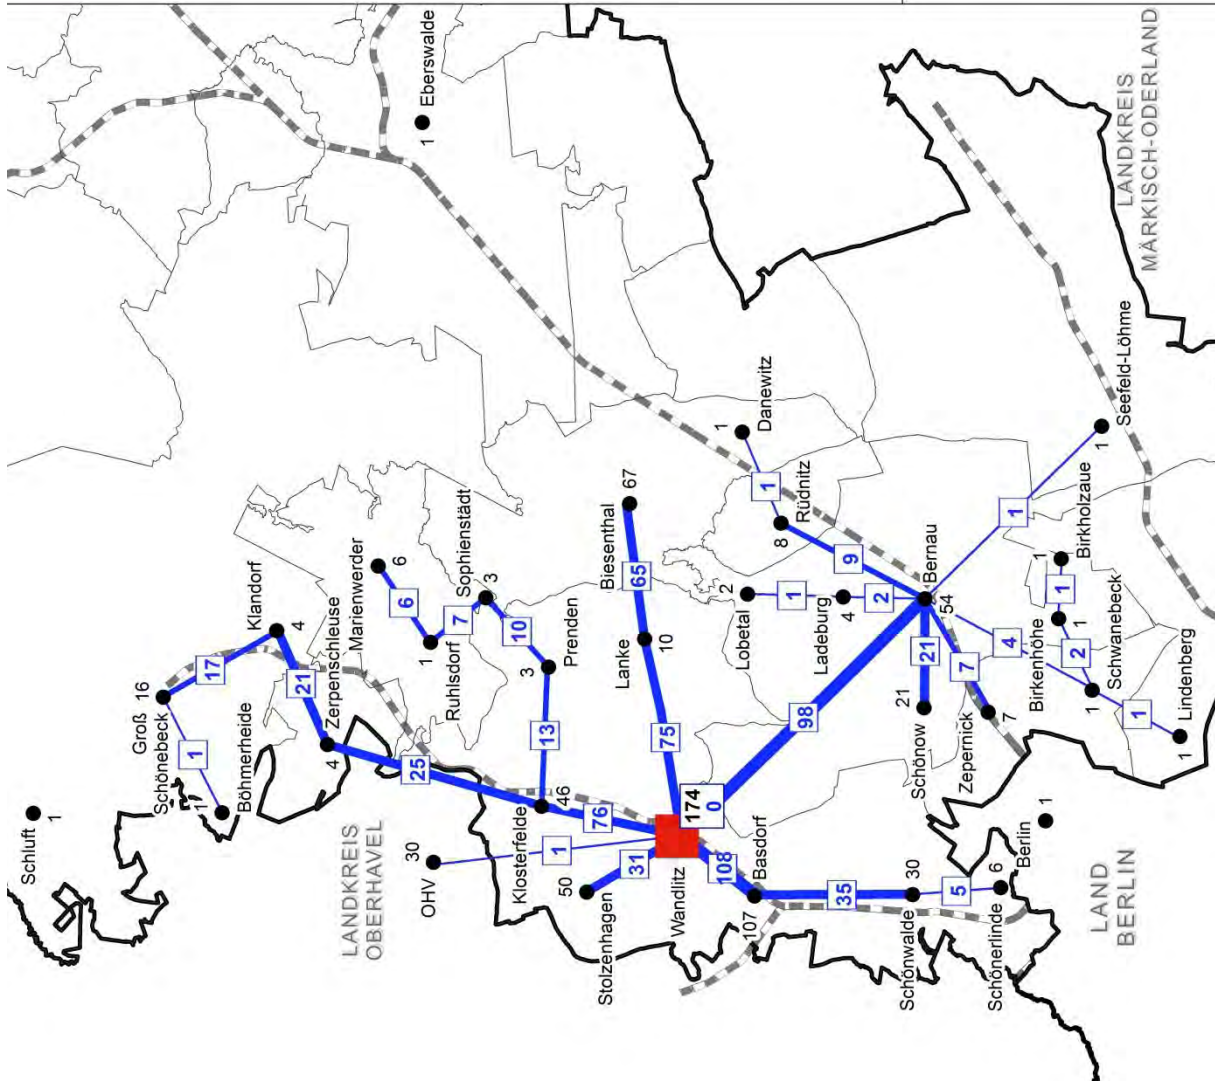 Schluft
1
Eberswalde
1
LANDKREIS
OBERHAVEL
LANDKREIS
MÄRKISCH-ODERLAND
LAND
BERLIN
Groß
Schönebeck
16
17
1
Böhmerheide
1
Klandorf
4
21
Zerpenschleuse
4
25
Marienwerder
6
6
Ruhlsdorf
1
7
Sophienstädt
3
10
Prenden
3
13
Klosterfelde
46
76
OHV
30
1
Stolzenhagen
50
31
Wandlitz
174
0
Biesenthal
67
65
Lanke
10
75
Basdorf
107
108
35
Schönwalde
30
5
Schönerlinde
6
Berlin
1
98
Bernau
54
Danewitz
1
1
Rüdnitz
8
9
Lobetal
2
1
Ladeburg
4
2
Schönow
21
21
Zepernick
7
7
Seefeld-Löhme
1
1
4
Birkenhöhe
1
Birkholzaue
1
1
2
Schwanebeck
1
1
Lindenberg
1